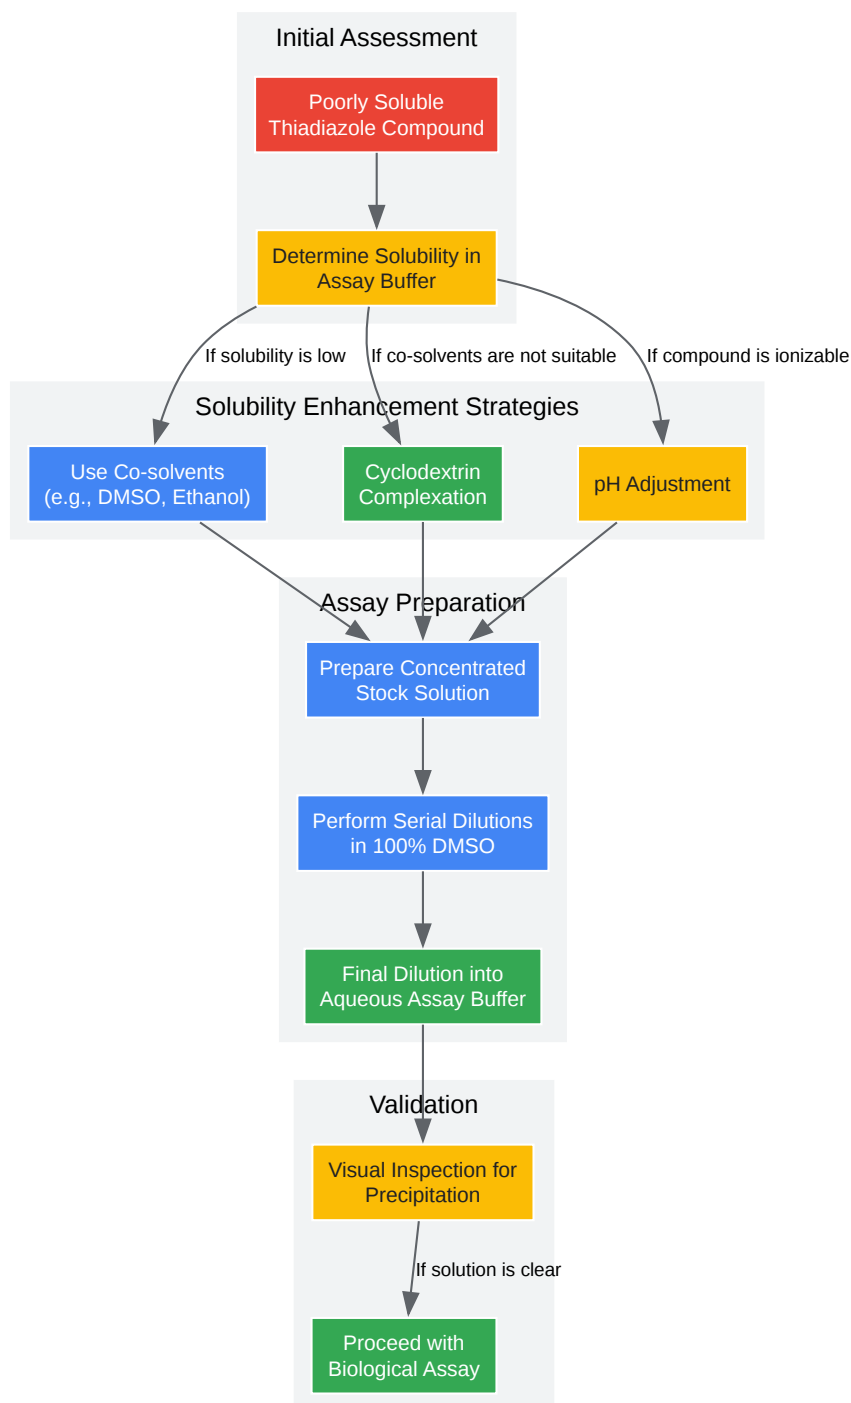 Initial Assessment
Poorly Soluble
Thiadiazole Compound
Determine Solubility in
Assay Buffer
If solubility is low
If co-solvents are not suitable
If compound is ionizable
Solubility Enhancement Strategies
Use Co-solvents
(e.g., DMSO, Ethanol)
Cyclodextrin
Complexation
pH Adjustment
Assay Preparation
Prepare Concentrated
Stock Solution
Perform Serial Dilutions
in 100% DMSO
Final Dilution into
Aqueous Assay Buffer
Validation
Visual Inspection for
Precipitation
If solution is clear
Proceed with
Biological Assay